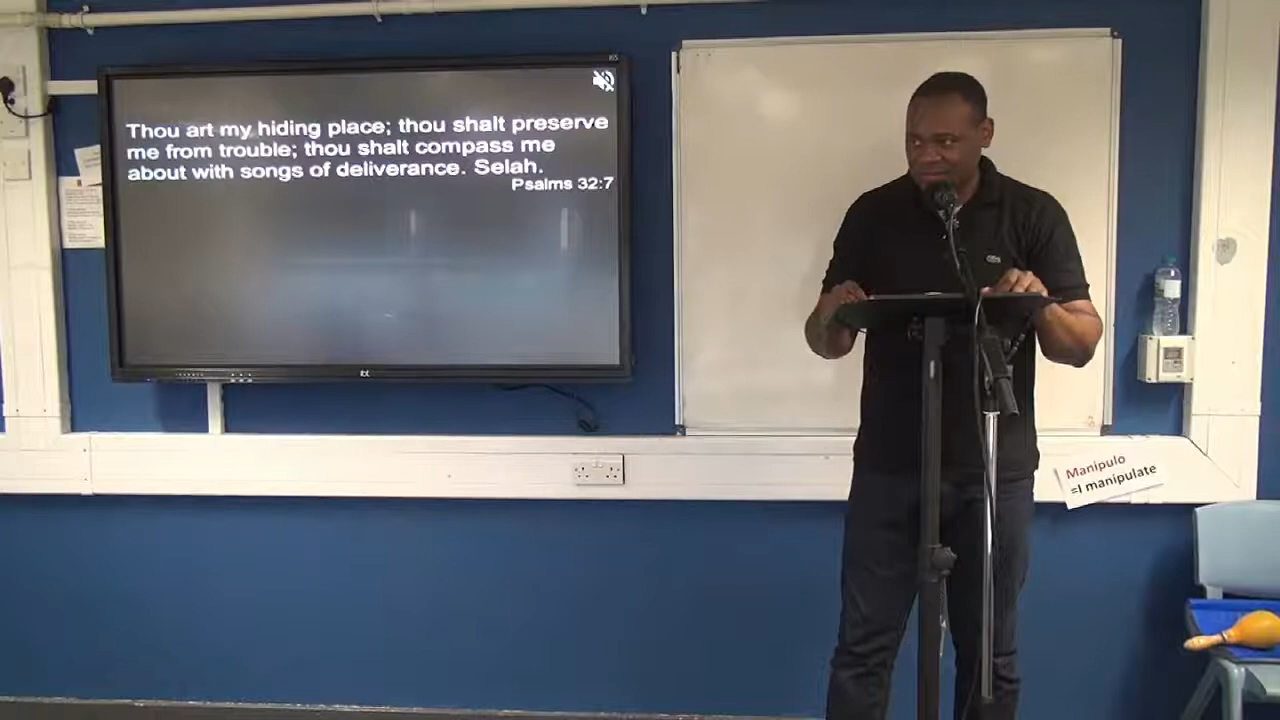 Thou art my hiding place; thou shalt preserve
me from trouble; thou shalt compass me
about with songs of deliverance. Selah.
Psalms 32:7
Manipulo
=I manipulate